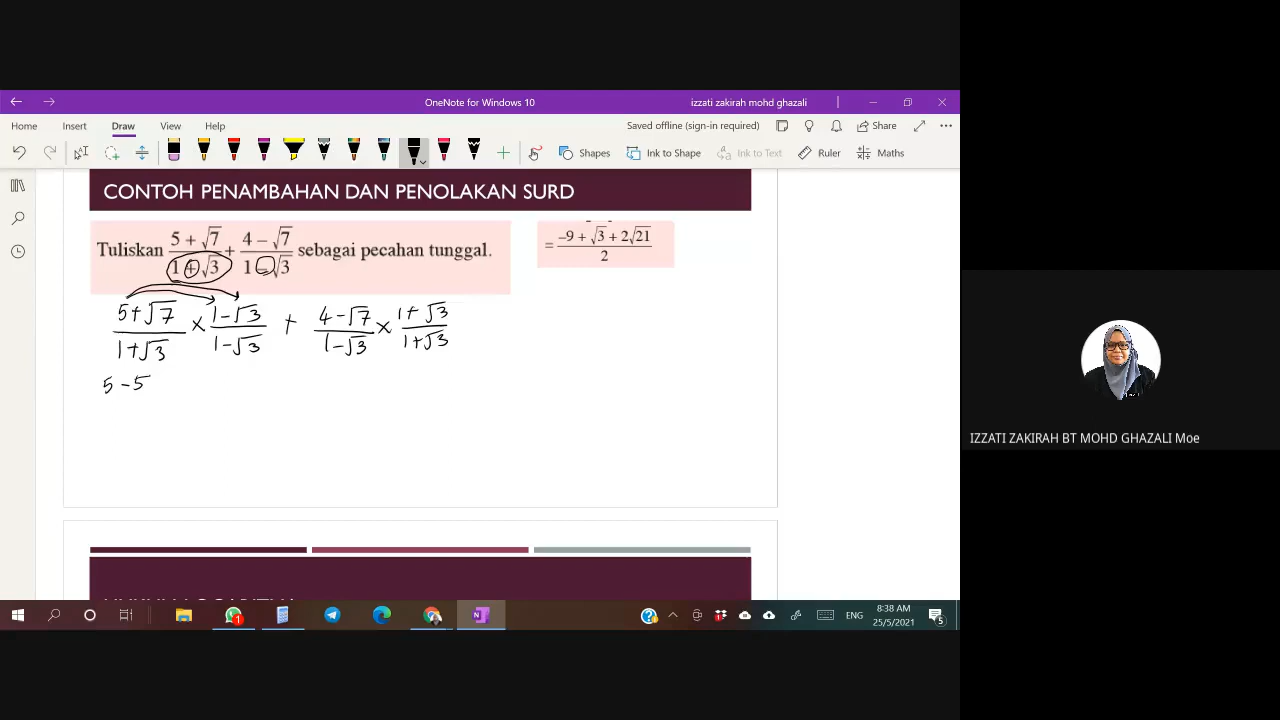 OneNote for Windows 10
izzati zakirah mohd ghazali
Home Insert Draw View Help
Saved offline (sign-in required) Share
Shapes Ink to Shape Ink to Text Ruler Maths
CONTOH PENAMBAHAN DAN PENOLAKAN SURD
Tuliskan (5 + √7)/(1 + √3) + (4 − √7)/(1 − √3) sebagai pecahan tunggal.
= (−9 + √3 + 2√21)/2
(5+√7)/(1+√3) × (1−√3)/(1−√3) + (4−√7)/(1−√3) × (1+√3)/(1+√3)
5 −5
IZZATI ZAKIRAH BT MOHD GHAZALI Moe
1
1
ENG
8:38 AM
25/5/2021
5